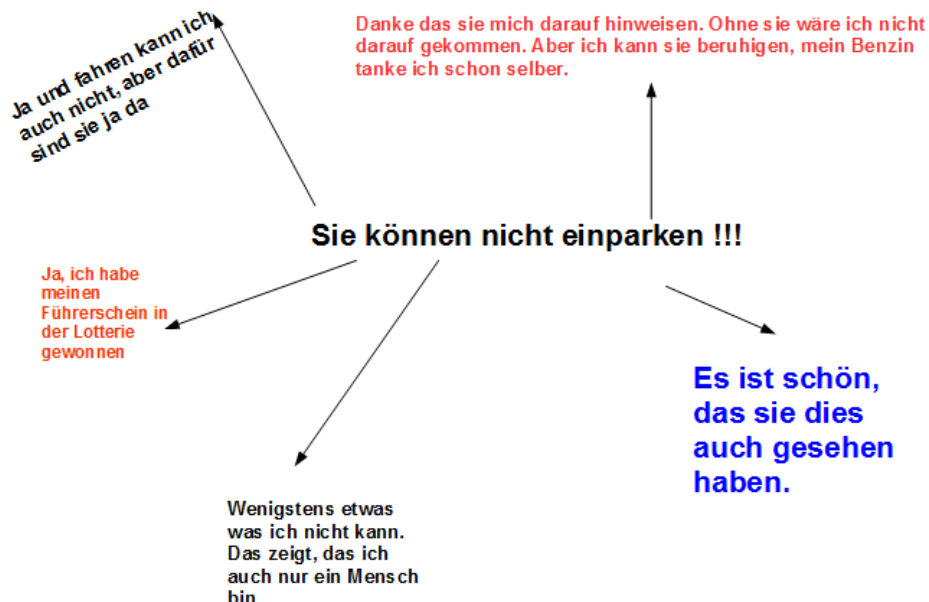 Danke das sie mich darauf hinweisen. Ohne sie wäre ich nicht
darauf gekommen. Aber ich kann sie beruhigen, mein Benzin
tanke ich schon selber.
Ja und fahren kann ich
auch nicht, aber dafür
sind sie ja da
Sie können nicht einparken !!!
Ja, ich habe
meinen
Führerschein in
der Lotterie
gewonnen
Es ist schön,
das sie dies
auch gesehen
haben.
Wenigstens etwas
was ich nicht kann.
Das zeigt, das ich
auch nur ein Mensch
bin